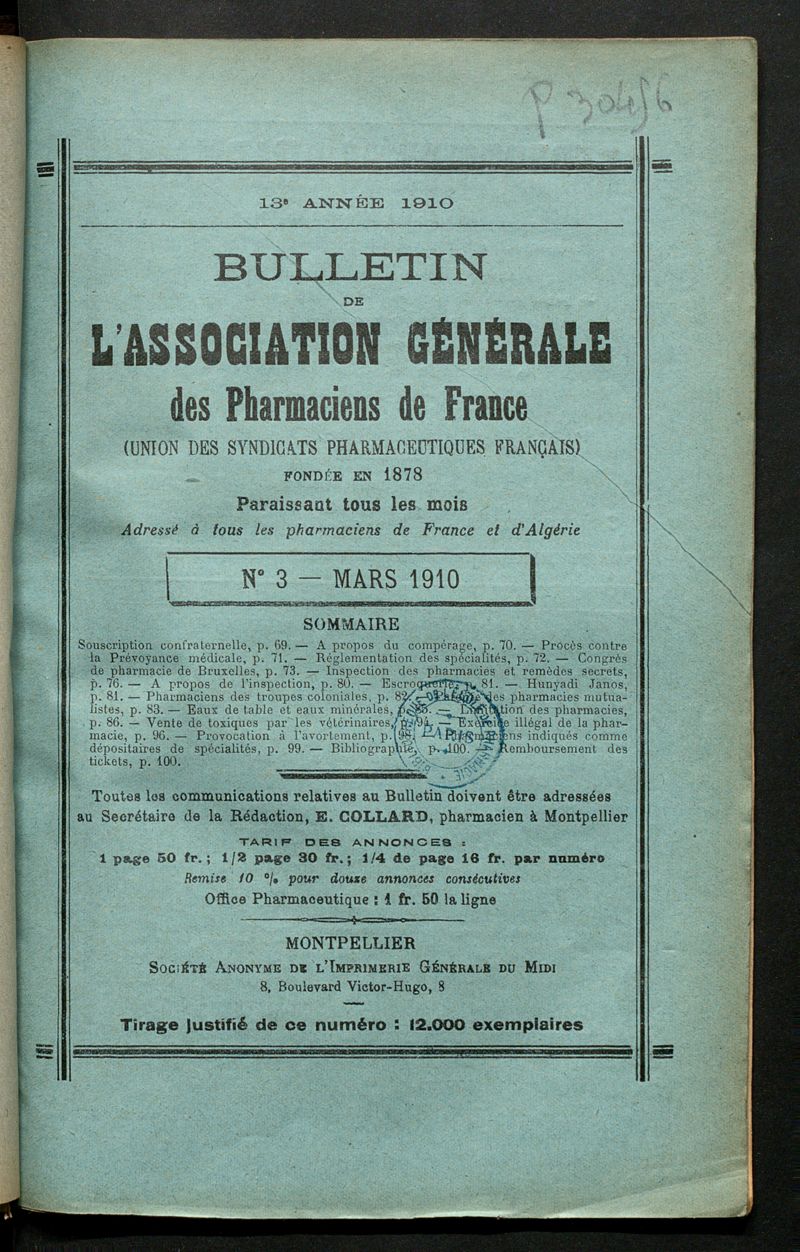 P 30456
13e ANNÉE 1910
BULLETIN
DE
L'ASSOCIATION GÉNÉRALE
des Pharmaciens de France
(UNION DES SYNDICATS PHARMACEUTIQUES FRANÇAIS)
FONDÉE EN 1878
Paraissant tous les mois
Adressé à tous les pharmaciens de France et d'Algérie
N° 3 — MARS 1910
SOMMAIRE
Souscription confraternelle, p. 69. — A propos du compérage, p. 70. — Procès contre
la Prévoyance médicale, p. 71. — Réglementation des spécialités, p. 72. — Congrès
de pharmacie de Bruxelles, p. 73. — Inspection des pharmacies et remèdes secrets,
p. 76. — A propos de l'inspection, p. 80. — Escroquerie, p. 81. — Hunyadi Janos,
p. 81. — Pharmaciens des troupes coloniales, p. 82. — des pharmacies mutua-
listes, p. 83. — Eaux de table et eaux minérales, — des pharmacies,
p. 86. — Vente de toxiques par les vétérinaires, p. 94. — Exercice illégal de la phar-
macie, p. 96. — Provocation à l'avortement, p. 98. — Pharmaciens indiqués comme
dépositaires de spécialités, p. 99. — Bibliographie, p. 100. — Remboursement des
tickets, p. 100.
Toutes les communications relatives au Bulletin doivent être adressées
au Secrétaire de la Rédaction, E. COLLARD, pharmacien à Montpellier
TARIF DES ANNONCES :
1 page 50 fr. ; 1/2 page 30 fr. ; 1/4 de page 16 fr. par numéro
Remise 10 % pour douze annonces consécutives
Office Pharmaceutique : 1 fr. 50 la ligne
MONTPELLIER
SOCIÉTÉ ANONYME DE L'IMPRIMERIE GÉNÉRALE DU MIDI
8, Boulevard Victor-Hugo, 8
Tirage justifié de ce numéro : 12.000 exemplaires